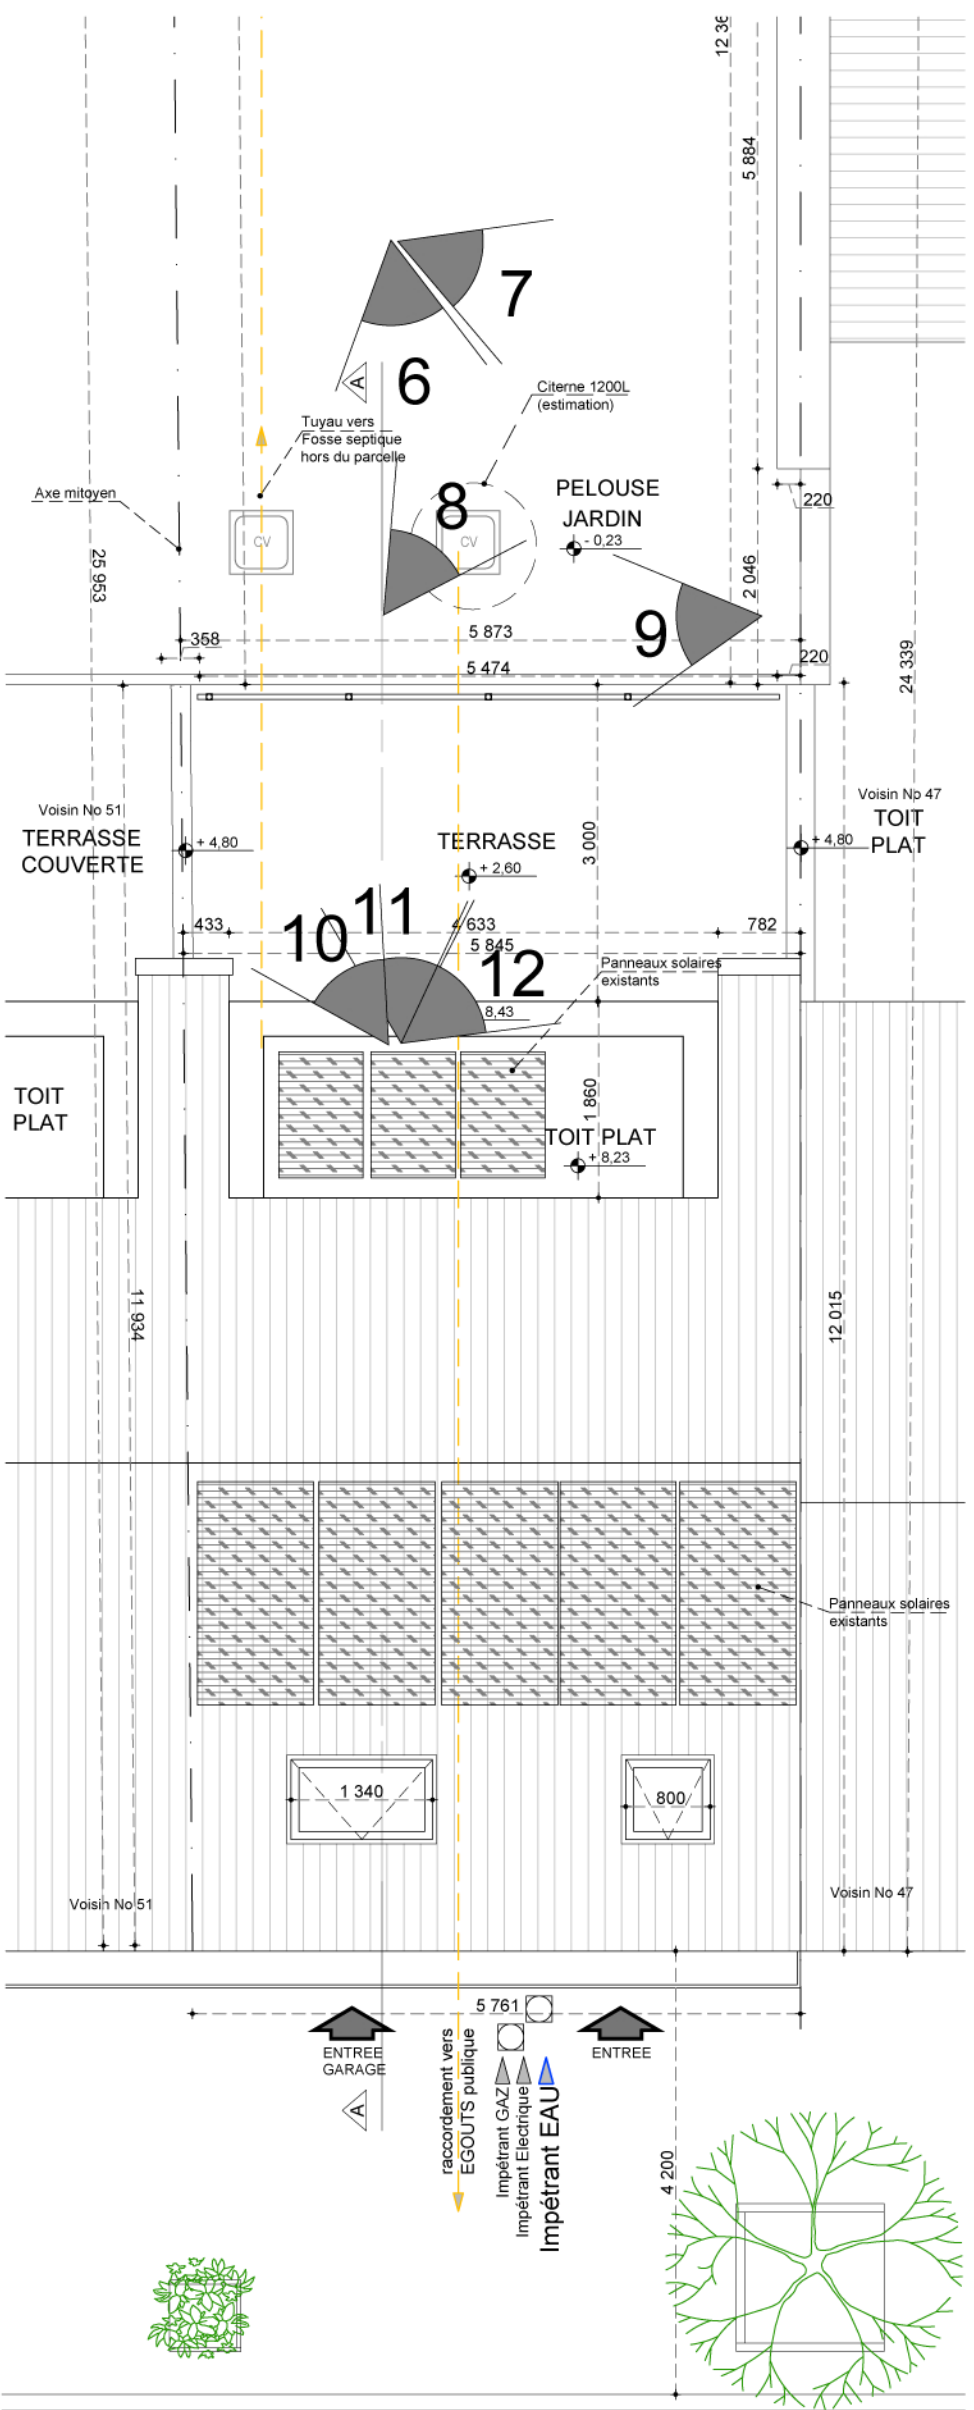 12 36
5 884
7
6
A
Citerne 1200L
(estimation)
Tuyau vers
Fosse septique
hors du parcelle
8
PELOUSE
JARDIN
- 0,23
Axe mitoyen
220
CV
CV
25 953
2 046
9
358
5 873
220
5 474
24 339
Voisin No 51
TERRASSE
COUVERTE
+ 4,80
TERRASSE
+ 2,60
3 000
Voisin No 47
TOIT
PLAT
+ 4,80
433
10
11
4 633
782
5 845
12
Panneaux solaires
existants
8,43
TOIT
PLAT
1 860
TOIT PLAT
+ 8,23
11 934
12 015
Panneaux solaires
existants
1 340
800
Voisin No 51
Voisin No 47
5 761
ENTREE
GARAGE
ENTREE
A
raccordement vers
EGOUTS publique
Impétrant GAZ
Impétrant Electrique
Impétrant EAU
4 200